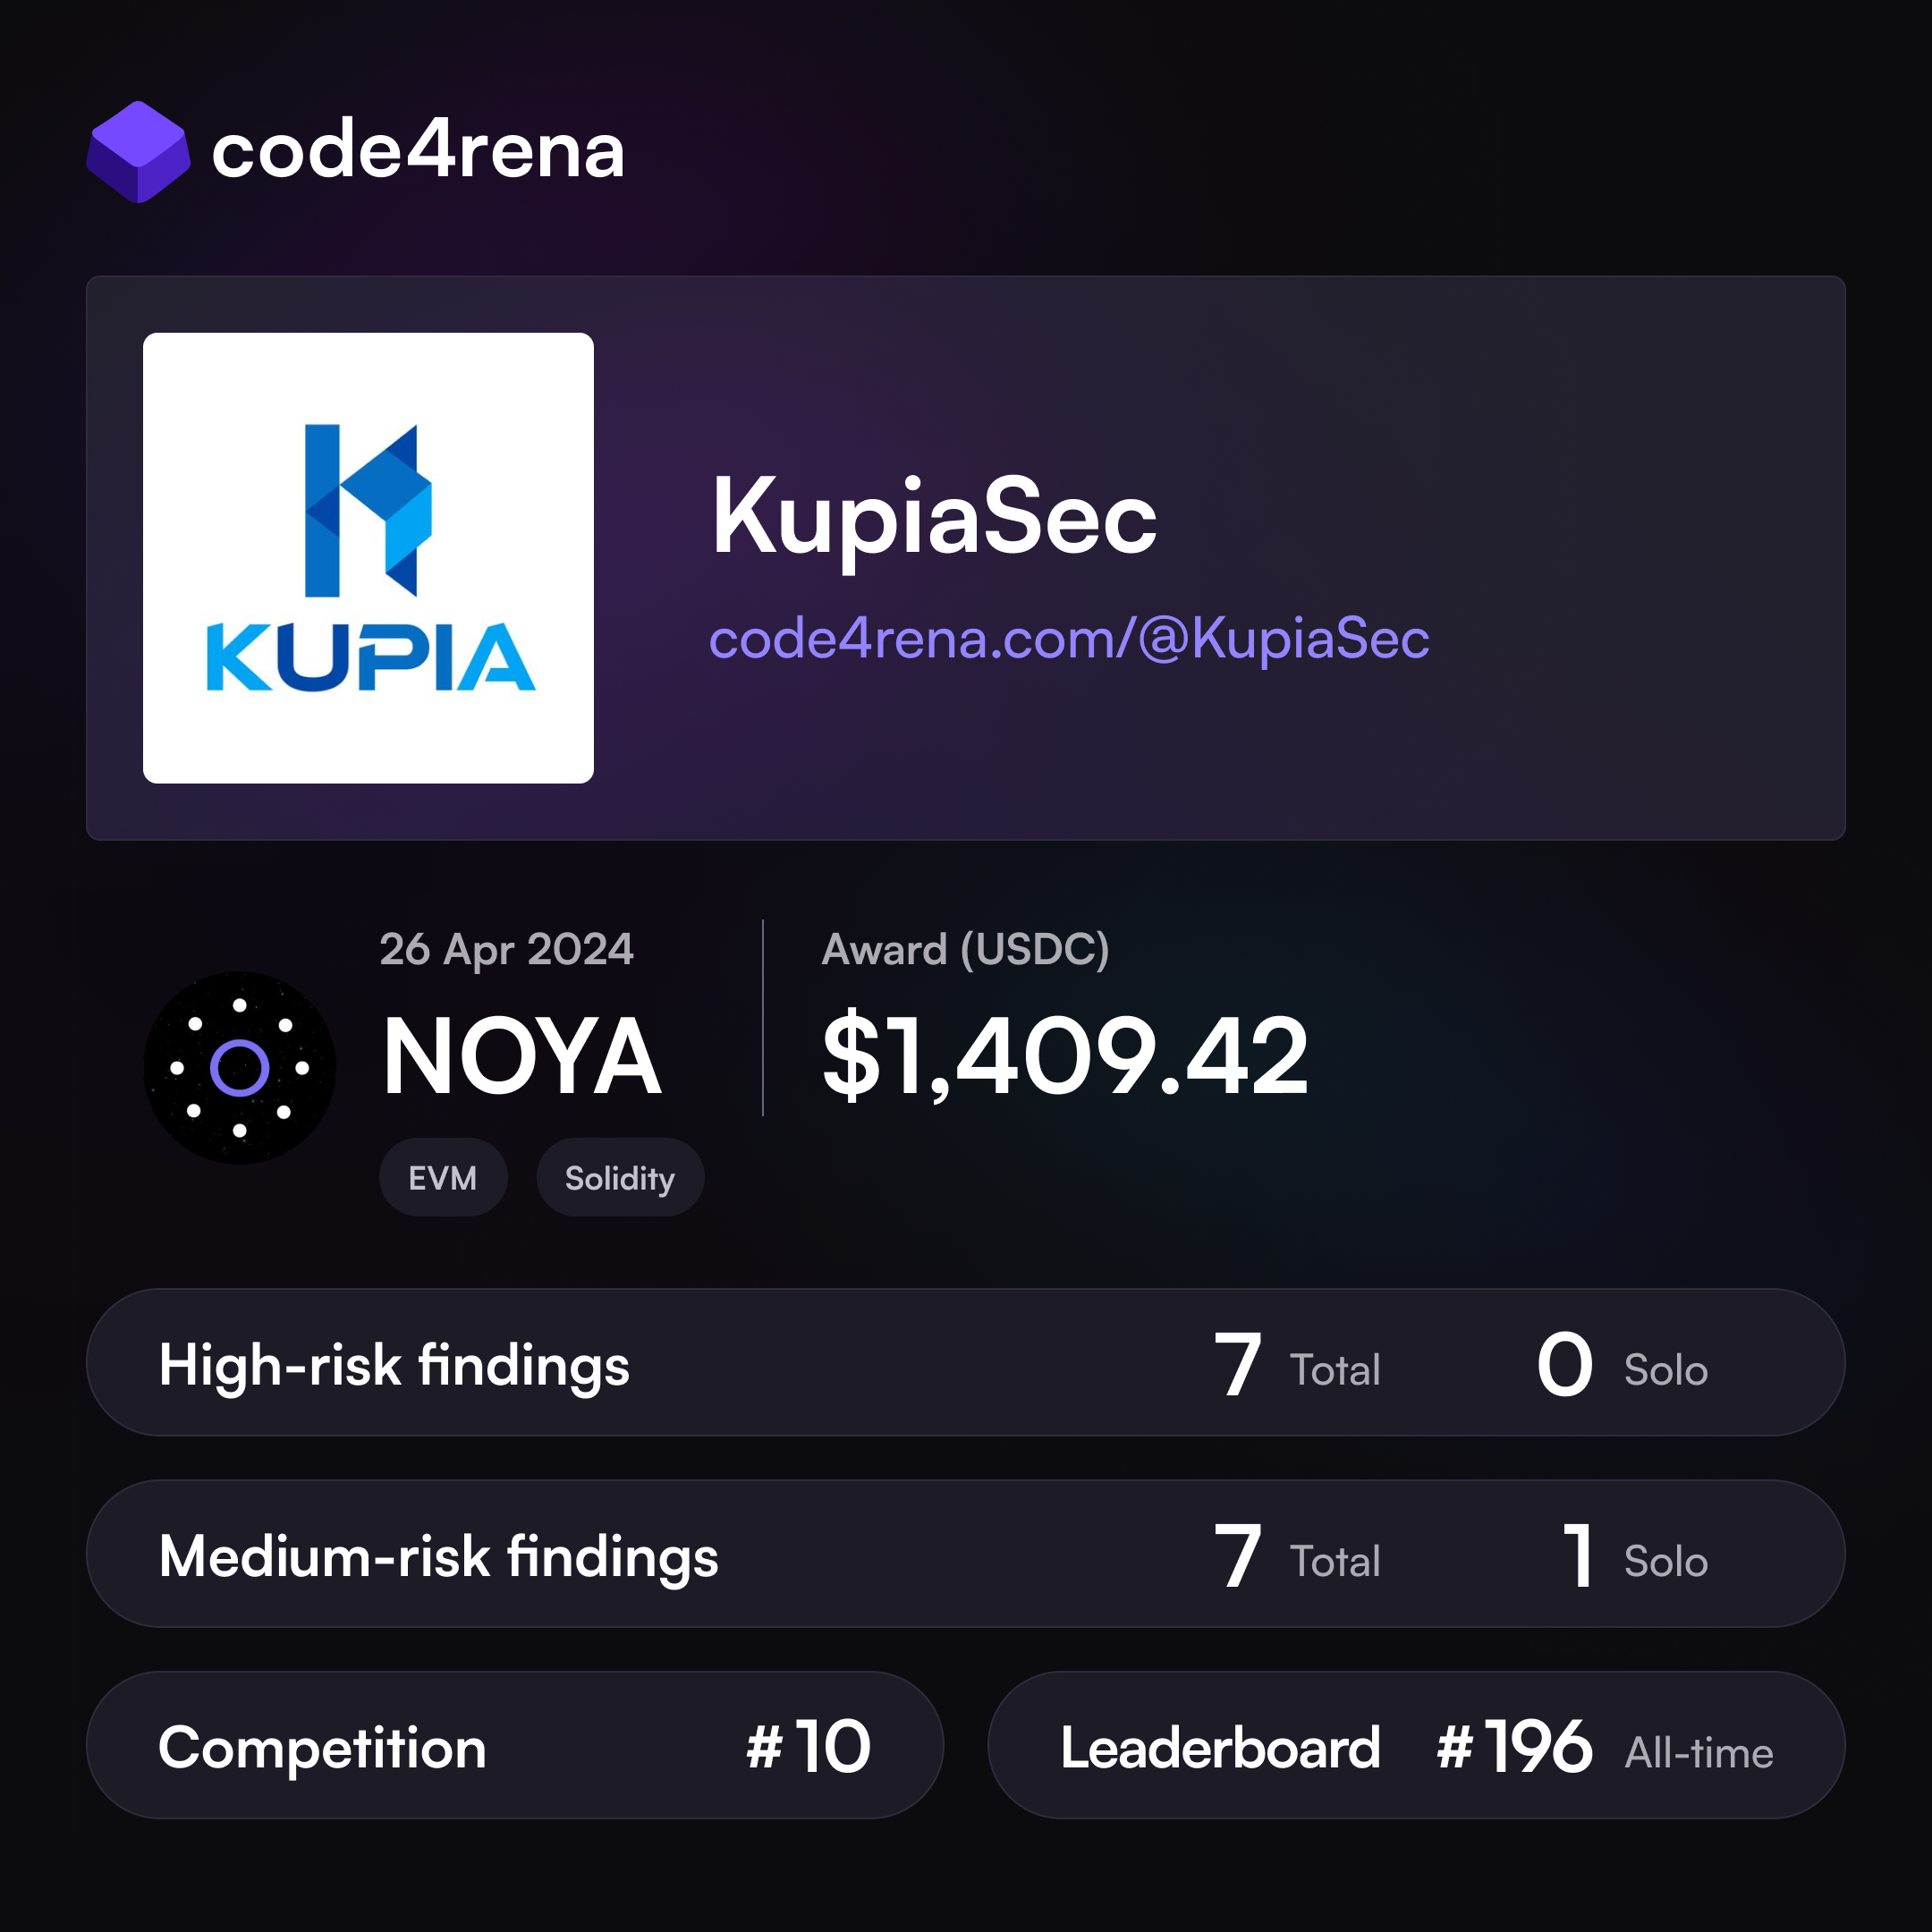 code4rena
KUPIA
KupiaSec
code4rena.com/@KupiaSec
26 Apr 2024
NOYA
EVM Solidity
Award (USDC)
$1,409.42
High-risk findings 7 Total 0 Solo
Medium-risk findings 7 Total 1 Solo
Competition #10
Leaderboard #196 All-time